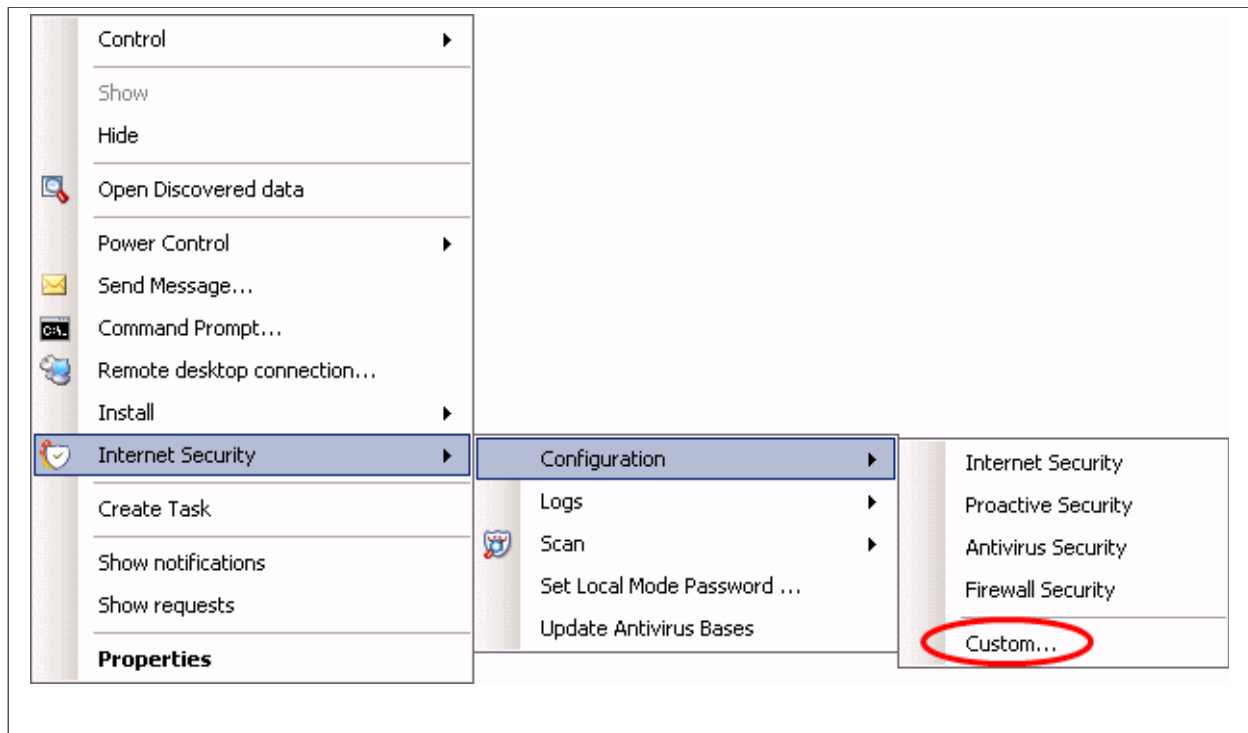 Control
Show
Hide
Open Discovered data
Power Control
Send Message...
C:\.
Command Prompt...
Remote desktop connection...
Install
Internet Security
Create Task
Show notifications
Show requests
Properties
Configuration
Logs
Scan
Set Local Mode Password ...
Update Antivirus Bases
Internet Security
Proactive Security
Antivirus Security
Firewall Security
Custom...